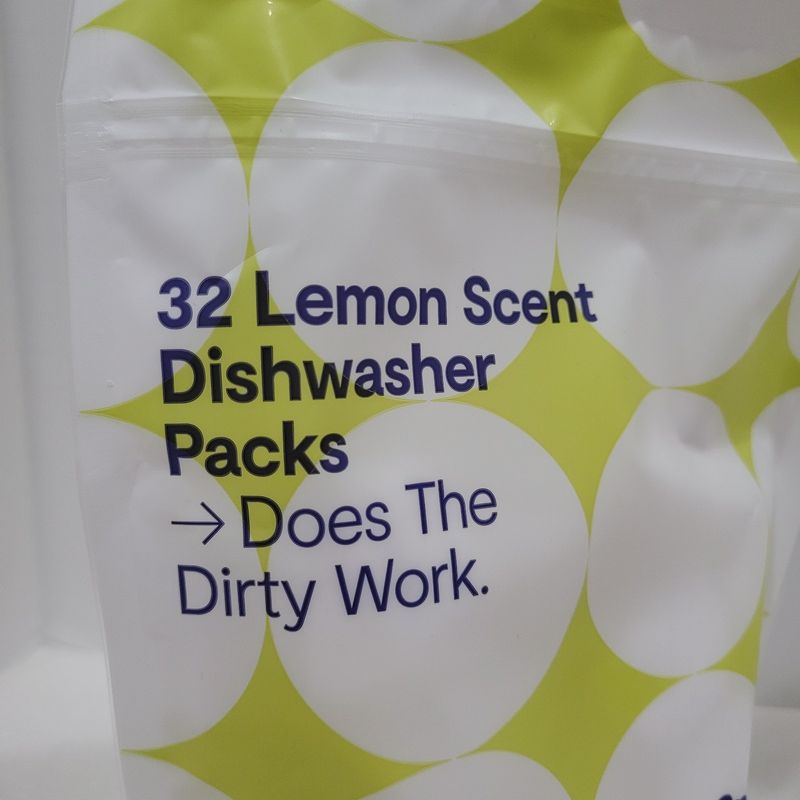 32 Lemon Scent
Dishwasher
Packs
→ Does The
Dirty Work.